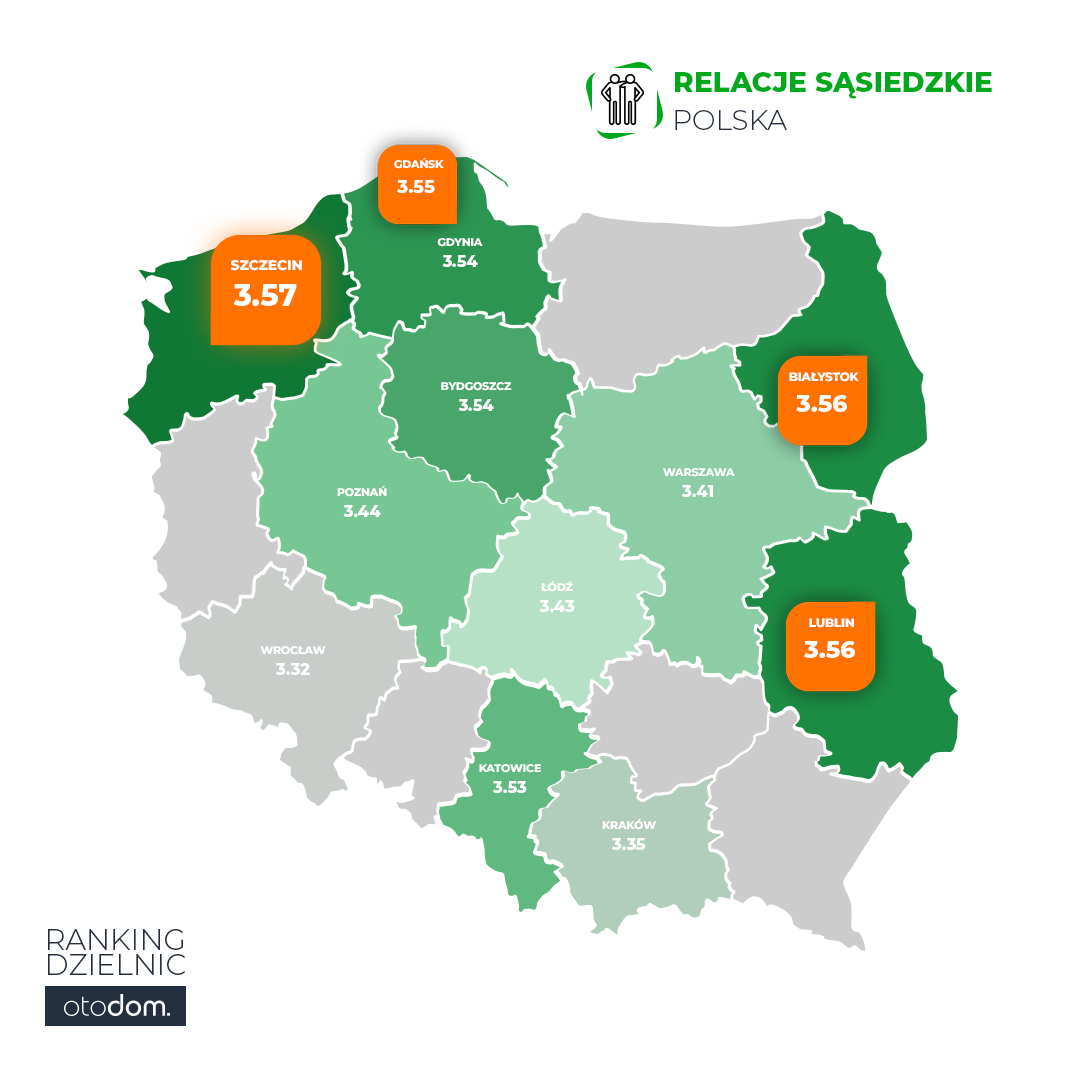 RELACJE SĄSIEDZKIE
POLSKA
GDAŃSK
3.55
GDYNIA
3.54
SZCZECIN
3.57
BIAŁYSTOK
3.56
BYDGOSZCZ
3.54
WARSZAWA
3.41
POZNAŃ
3.44
ŁÓDŹ
3.43
LUBLIN
3.56
WROCŁAW
3.32
KATOWICE
3.53
KRAKÓW
3.35
RANKING
DZIELNIC
otodom.